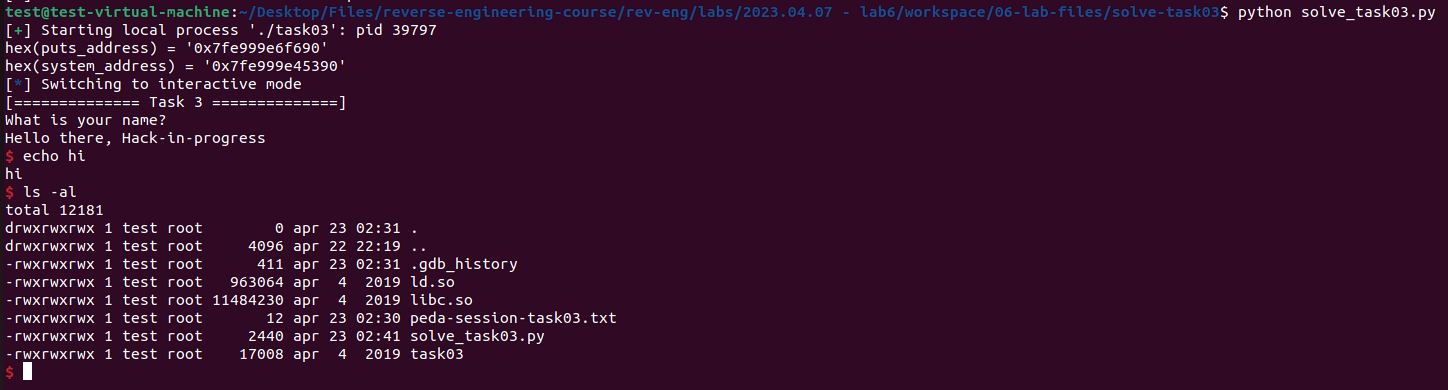 test@test-virtual-machine:~/Desktop/Files/reverse-engineering-course/rev-eng/labs/2023.04.07 - lab6/workspace/06-lab-files/solve-task03$ python solve_task03.py
[+] Starting local process './task03': pid 39797
hex(puts_address) = '0x7fe999e6f690'
hex(system_address) = '0x7fe999e45390'
[*] Switching to interactive mode
[============== Task 3 ==============]
What is your name?
Hello there, Hack-in-progress
$ echo hi
hi
$ ls -al
total 12181
drwxrwxrwx 1 test root        0 apr 23 02:31 .
drwxrwxrwx 1 test root     4096 apr 22 22:19 ..
-rwxrwxrwx 1 test root      411 apr 23 02:31 .gdb_history
-rwxrwxrwx 1 test root   963064 apr  4  2019 ld.so
-rwxrwxrwx 1 test root 11484230 apr  4  2019 libc.so
-rwxrwxrwx 1 test root       12 apr 23 02:30 peda-session-task03.txt
-rwxrwxrwx 1 test root     2440 apr 23 02:41 solve_task03.py
-rwxrwxrwx 1 test root    17008 apr  4  2019 task03
$